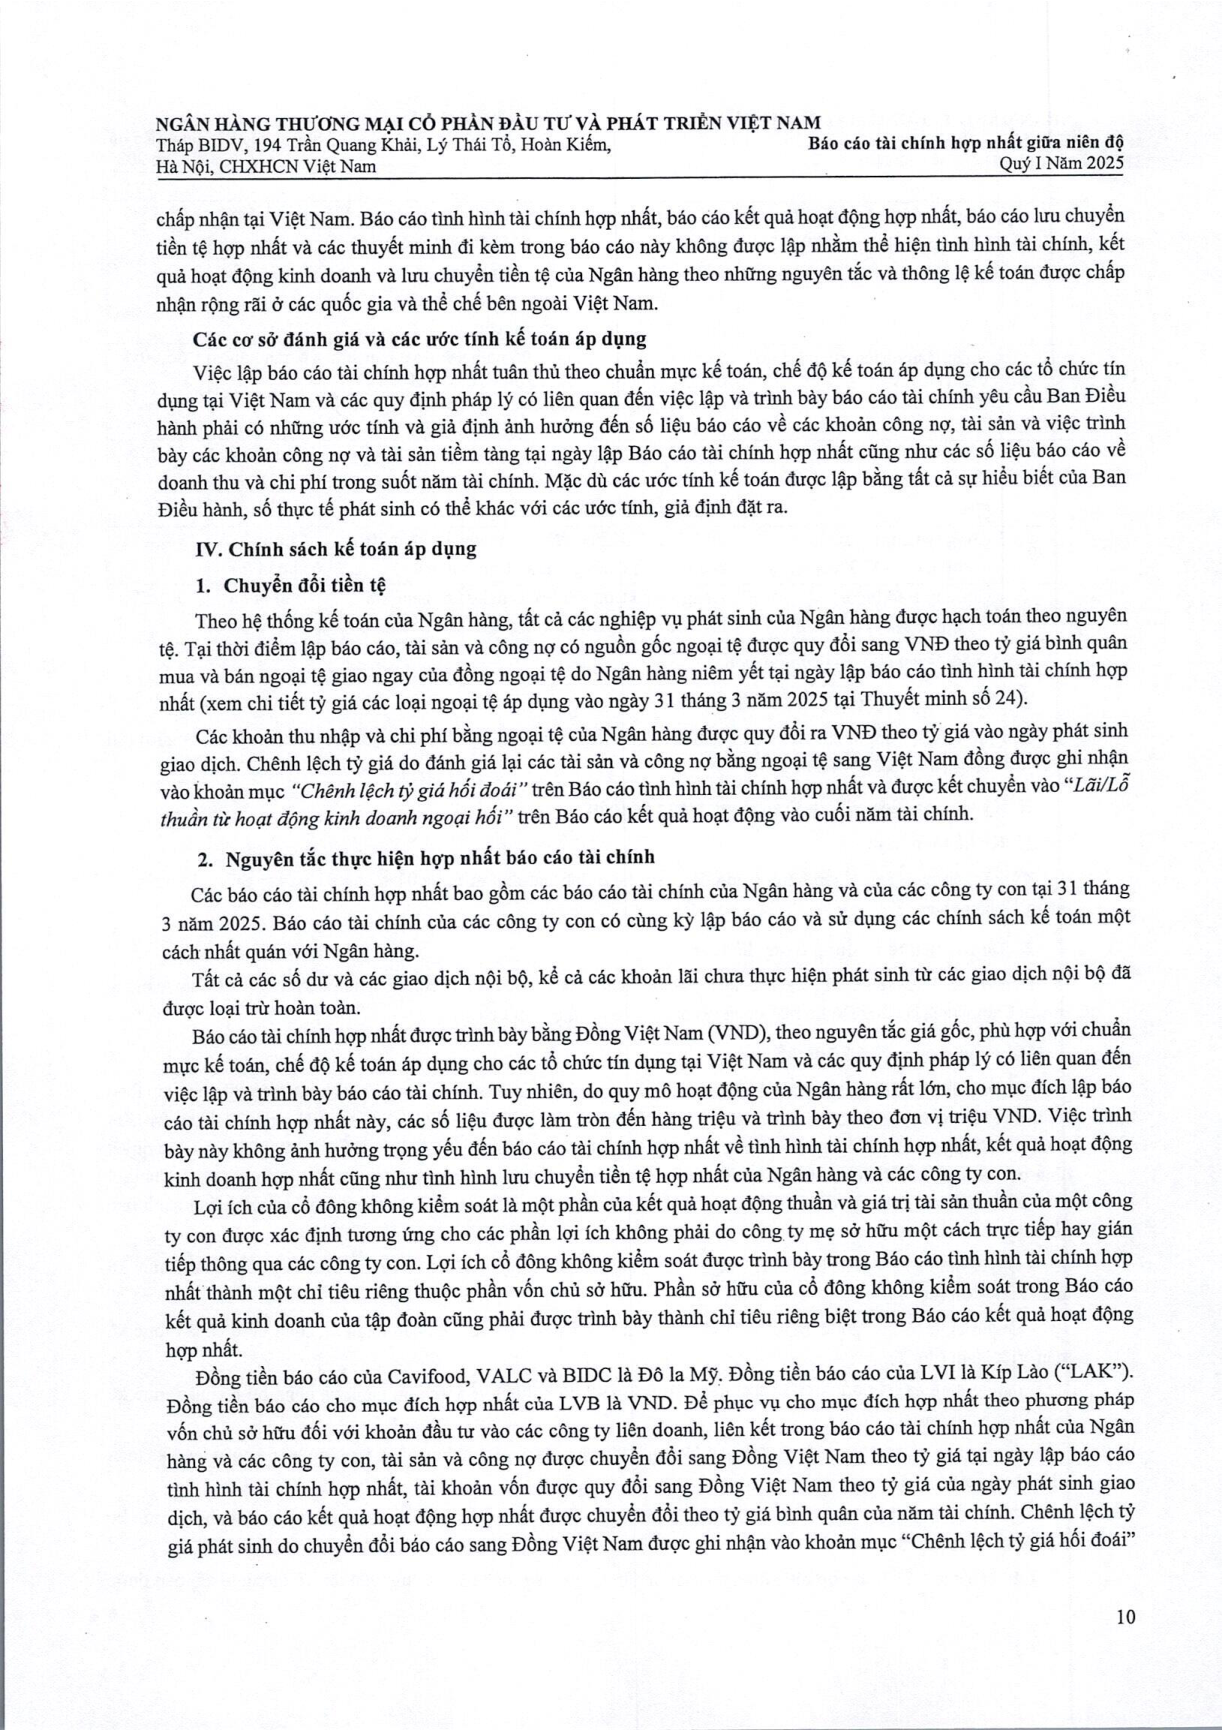 NGÂN HÀNG THƯƠNG MẠI CỔ PHẦN ĐẦU TƯ VÀ PHÁT TRIỂN VIỆT NAM
Tháp BIDV, 194 Trần Quang Khải, Lý Thái Tổ, Hoàn Kiếm,
Báo cáo tài chính hợp nhất giữa niên độ
Hà Nội, CHXHCN Việt Nam
Quý I Năm 2025
chấp nhận tại Việt Nam. Báo cáo tình hình tài chính hợp nhất, báo cáo kết quả hoạt động hợp nhất, báo cáo lưu chuyển
tiền tệ hợp nhất và các thuyết minh đi kèm trong báo cáo này không được lập nhằm thể hiện tình hình tài chính, kết
quả hoạt động kinh doanh và lưu chuyển tiền tệ của Ngân hàng theo những nguyên tắc và thông lệ kế toán được chấp
nhận rộng rãi ở các quốc gia và thể chế bên ngoài Việt Nam.
Các cơ sở đánh giá và các ước tính kế toán áp dụng
Việc lập báo cáo tài chính hợp nhất tuân thủ theo chuẩn mực kế toán, chế độ kế toán áp dụng cho các tổ chức tín
dụng tại Việt Nam và các quy định pháp lý có liên quan đến việc lập và trình bày báo cáo tài chính yêu cầu Ban Điều
hành phải có những ước tính và giả định ảnh hưởng đến số liệu báo cáo về các khoản công nợ, tài sản và việc trình
bày các khoản công nợ và tài sản tiềm tàng tại ngày lập Báo cáo tài chính hợp nhất cũng như các số liệu báo cáo về
doanh thu và chi phí trong suốt năm tài chính. Mặc dù các ước tính kế toán được lập bằng tất cả sự hiểu biết của Ban
Điều hành, số thực tế phát sinh có thể khác với các ước tính, giả định đặt ra.
IV. Chính sách kế toán áp dụng
1. Chuyển đổi tiền tệ
Theo hệ thống kế toán của Ngân hàng, tất cả các nghiệp vụ phát sinh của Ngân hàng được hạch toán theo nguyên
tệ. Tại thời điểm lập báo cáo, tài sản và công nợ có nguồn gốc ngoại tệ được quy đổi sang VNĐ theo tỷ giá bình quân
mua và bán ngoại tệ giao ngay của đồng ngoại tệ do Ngân hàng niêm yết tại ngày lập báo cáo tình hình tài chính hợp
nhất (xem chi tiết tỷ giá các loại ngoại tệ áp dụng vào ngày 31 tháng 3 năm 2025 tại Thuyết minh số 24).
Các khoản thu nhập và chi phí bằng ngoại tệ của Ngân hàng được quy đổi ra VNĐ theo tỷ giá vào ngày phát sinh
giao dịch. Chênh lệch tỷ giá do đánh giá lại các tài sản và công nợ bằng ngoại tệ sang Việt Nam đồng được ghi nhận
vào khoản mục "Chênh lệch tỷ giá hối đoái" trên Báo cáo tình hình tài chính hợp nhất và được kết chuyển vào "Lãi/Lỗ
thuần từ hoạt động kinh doanh ngoại hối" trên Báo cáo kết quả hoạt động vào cuối năm tài chính.
2. Nguyên tắc thực hiện hợp nhất báo cáo tài chính
Các báo cáo tài chính hợp nhất bao gồm các báo cáo tài chính của Ngân hàng và của các công ty con tại 31 tháng
3 năm 2025. Báo cáo tài chính của các công ty con có cùng kỳ lập báo cáo và sử dụng các chính sách kế toán một
cách nhất quán với Ngân hàng.
Tất cả các số dư và các giao dịch nội bộ, kể cả các khoản lãi chưa thực hiện phát sinh từ các giao dịch nội bộ đã
được loại trừ hoàn toàn.
Báo cáo tài chính hợp nhất được trình bày bằng Đồng Việt Nam (VND), theo nguyên tắc giá gốc, phù hợp với chuẩn
mực kế toán, chế độ kế toán áp dụng cho các tổ chức tín dụng tại Việt Nam và các quy định pháp lý có liên quan đến
việc lập và trình bày báo cáo tài chính. Tuy nhiên, do quy mô hoạt động của Ngân hàng rất lớn, cho mục đích lập báo
cáo tài chính hợp nhất này, các số liệu được làm tròn đến hàng triệu và trình bày theo đơn vị triệu VND. Việc trình
bày này không ảnh hưởng trọng yếu đến báo cáo tài chính hợp nhất về tình hình tài chính hợp nhất, kết quả hoạt động
kinh doanh hợp nhất cũng như tình hình lưu chuyển tiền tệ hợp nhất của Ngân hàng và các công ty con.
Lợi ích của cổ đông không kiểm soát là một phần của kết quả hoạt động thuần và giá trị tài sản thuần của một công
ty con được xác định tương ứng cho các phần lợi ích không phải do công ty mẹ sở hữu một cách trực tiếp hay gián
tiếp thông qua các công ty con. Lợi ích cổ đông không kiểm soát được trình bày trong Báo cáo tình hình tài chính hợp
nhất thành một chỉ tiêu riêng thuộc phần vốn chủ sở hữu. Phần sở hữu của cổ đông không kiểm soát trong Báo cáo
kết quả kinh doanh của tập đoàn cũng phải được trình bày thành chỉ tiêu riêng biệt trong Báo cáo kết quả hoạt động
hợp nhất.
Đồng tiền báo cáo của Cavifood, VALC và BIDC là Đô la Mỹ. Đồng tiền báo cáo của LVI là Kíp Lào ("LAK").
Đồng tiền báo cáo cho mục đích hợp nhất của LVB là VND. Để phục vụ cho mục đích hợp nhất theo phương pháp
vốn chủ sở hữu đối với khoản đầu tư vào các công ty liên doanh, liên kết trong báo cáo tài chính hợp nhất của Ngân
hàng và các công ty con, tài sản và công nợ được chuyển đổi sang Đồng Việt Nam theo tỷ giá tại ngày lập báo cáo
tình hình tài chính hợp nhất, tài khoản vốn được quy đổi sang Đồng Việt Nam theo tỷ giá của ngày phát sinh giao
dịch, và báo cáo kết quả hoạt động hợp nhất được chuyển đổi theo tỷ giá bình quân của năm tài chính. Chênh lệch tỷ
giá phát sinh do chuyển đổi báo cáo sang Đồng Việt Nam được ghi nhận vào khoản mục "Chênh lệch tỷ giá hối đoái"
10